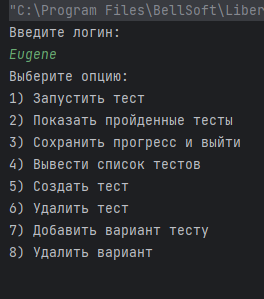 "C:\Program Files\BellSoft\Liber
Введите логин:
Eugene
Выберите опцию:
1) Запустить тест
2) Показать пройденные тесты
3) Сохранить прогресс и выйти
4) Вывести список тестов
5) Создать тест
6) Удалить тест
7) Добавить вариант тесту
8) Удалить вариант